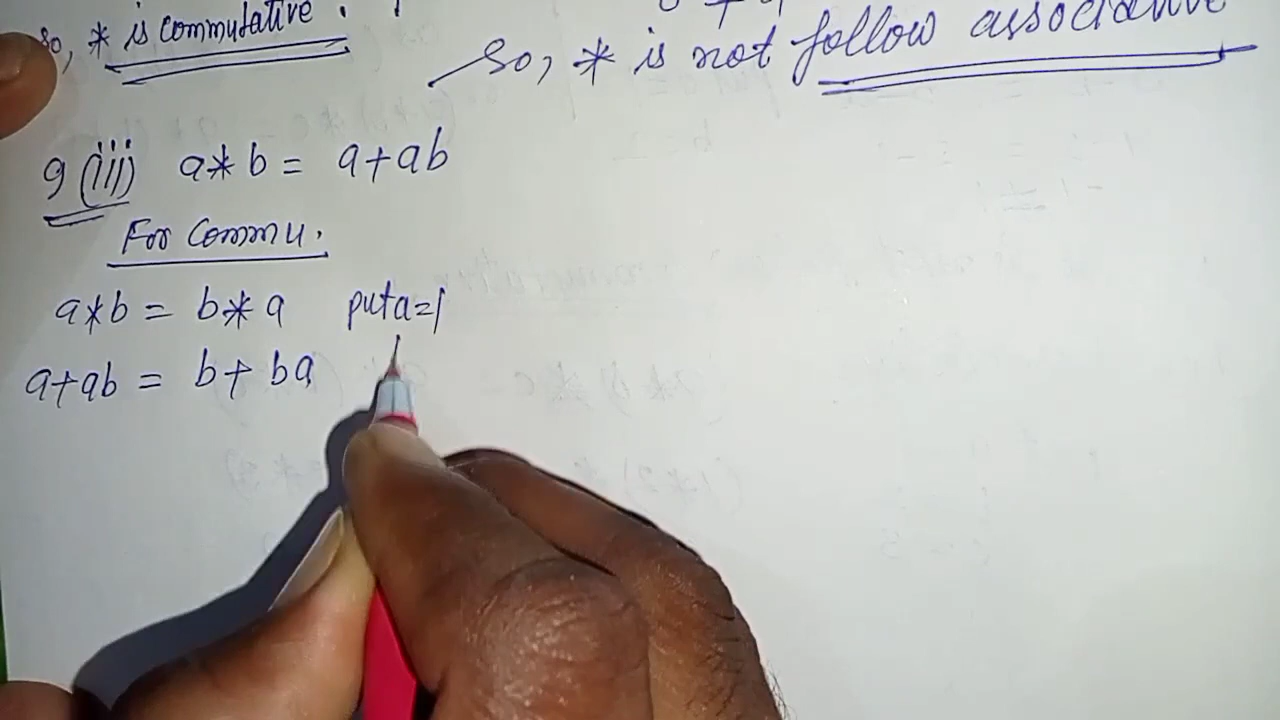 so, * is commutative.
so, * is not follow associative
9 (iii) a * b = a + ab
For Commu.
a * b = b * a put a = 1
a + ab = b + ba